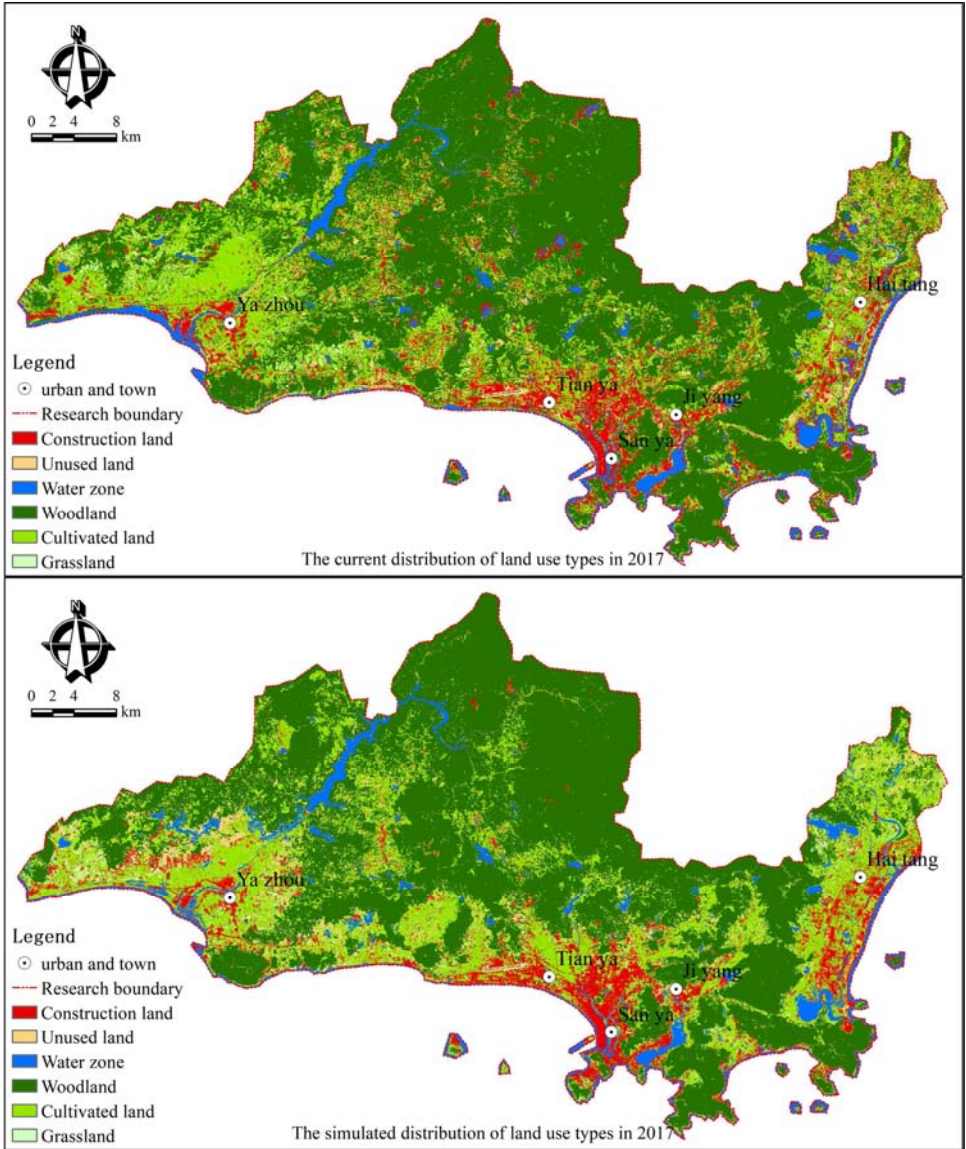 N
0 2 4 8
km
Hai tang
Ya zhou
Tian ya
Ji yang
San ya
Legend
urban and town
Research boundary
Construction land
Unused land
Water zone
Woodland
Cultivated land
Grassland
The current distribution of land use types in 2017
N
0 2 4 8
km
Hai tang
Ya zhou
Tian ya
Ji yang
San ya
Legend
urban and town
Research boundary
Construction land
Unused land
Water zone
Woodland
Cultivated land
Grassland
The simulated distribution of land use types in 2017